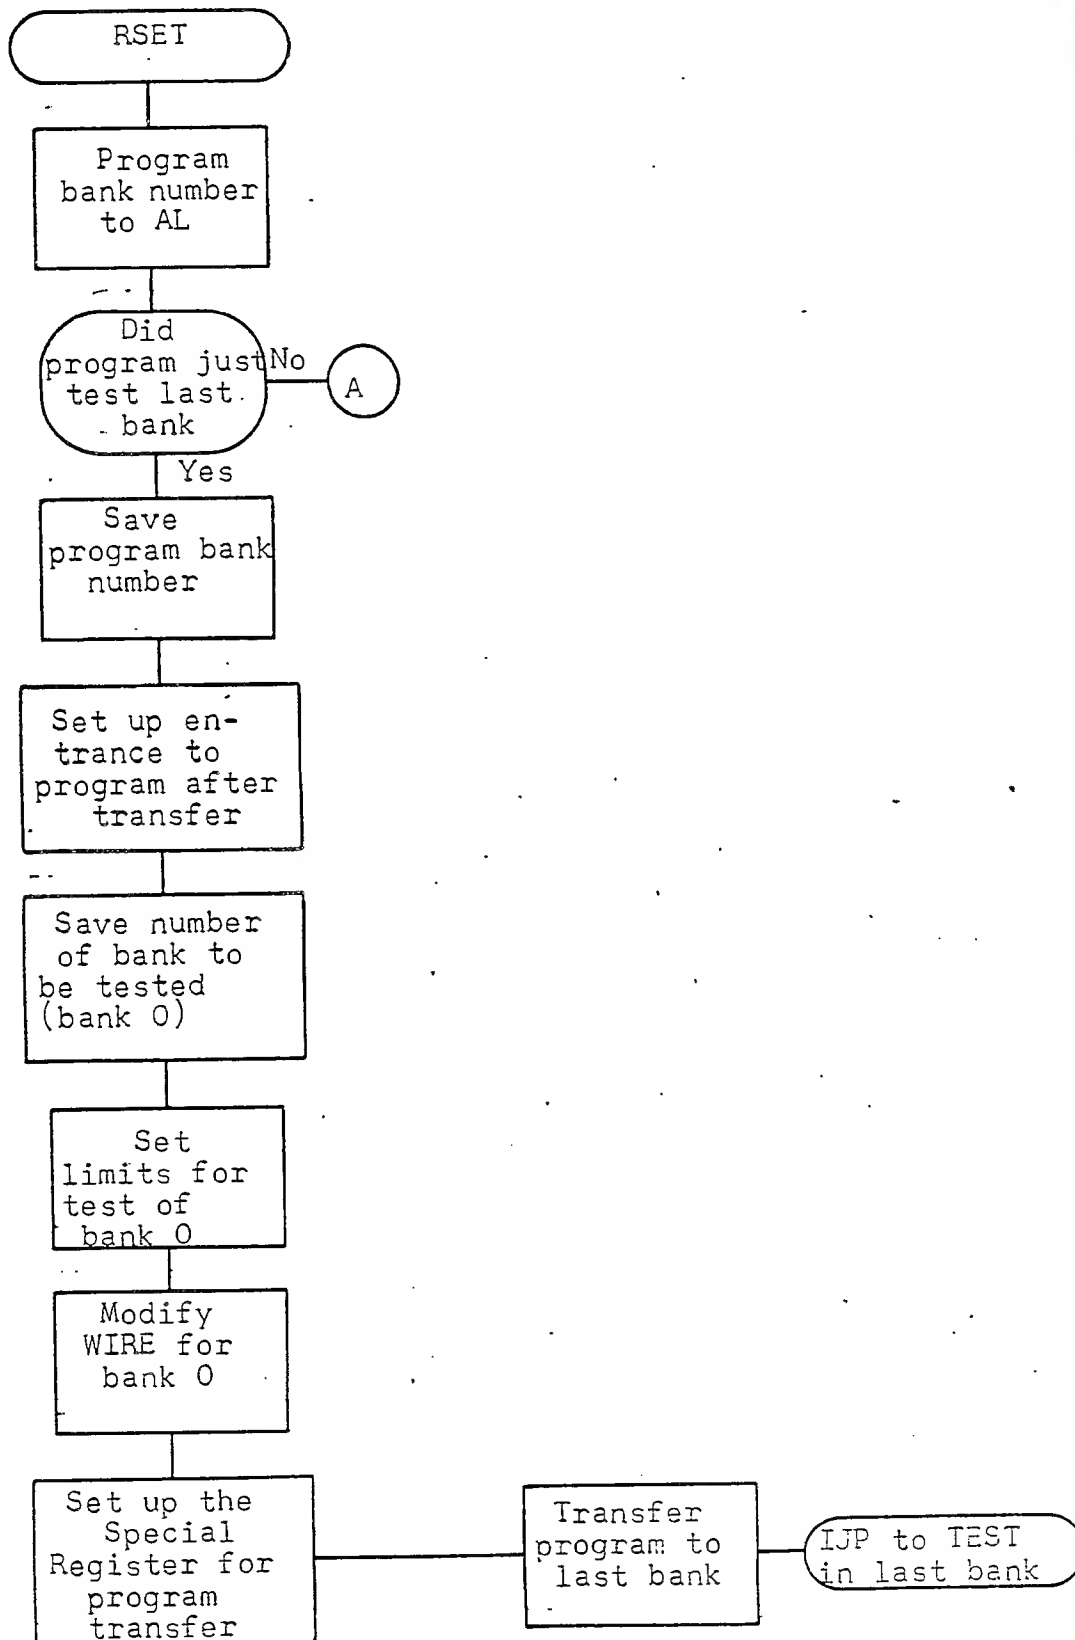 RSET
Program
bank number
to AL
Did
program just No
test last
bank
A
Yes
Save
program bank
number
Set up en-
trance to
program after
transfer
Save number
of bank to
be tested
(bank 0)
Set
limits for
test of
bank 0
Modify
WIRE for
bank 0
Set up the
Special
Register for
program
transfer
Transfer
program to
last bank
IJP to TEST
in last bank